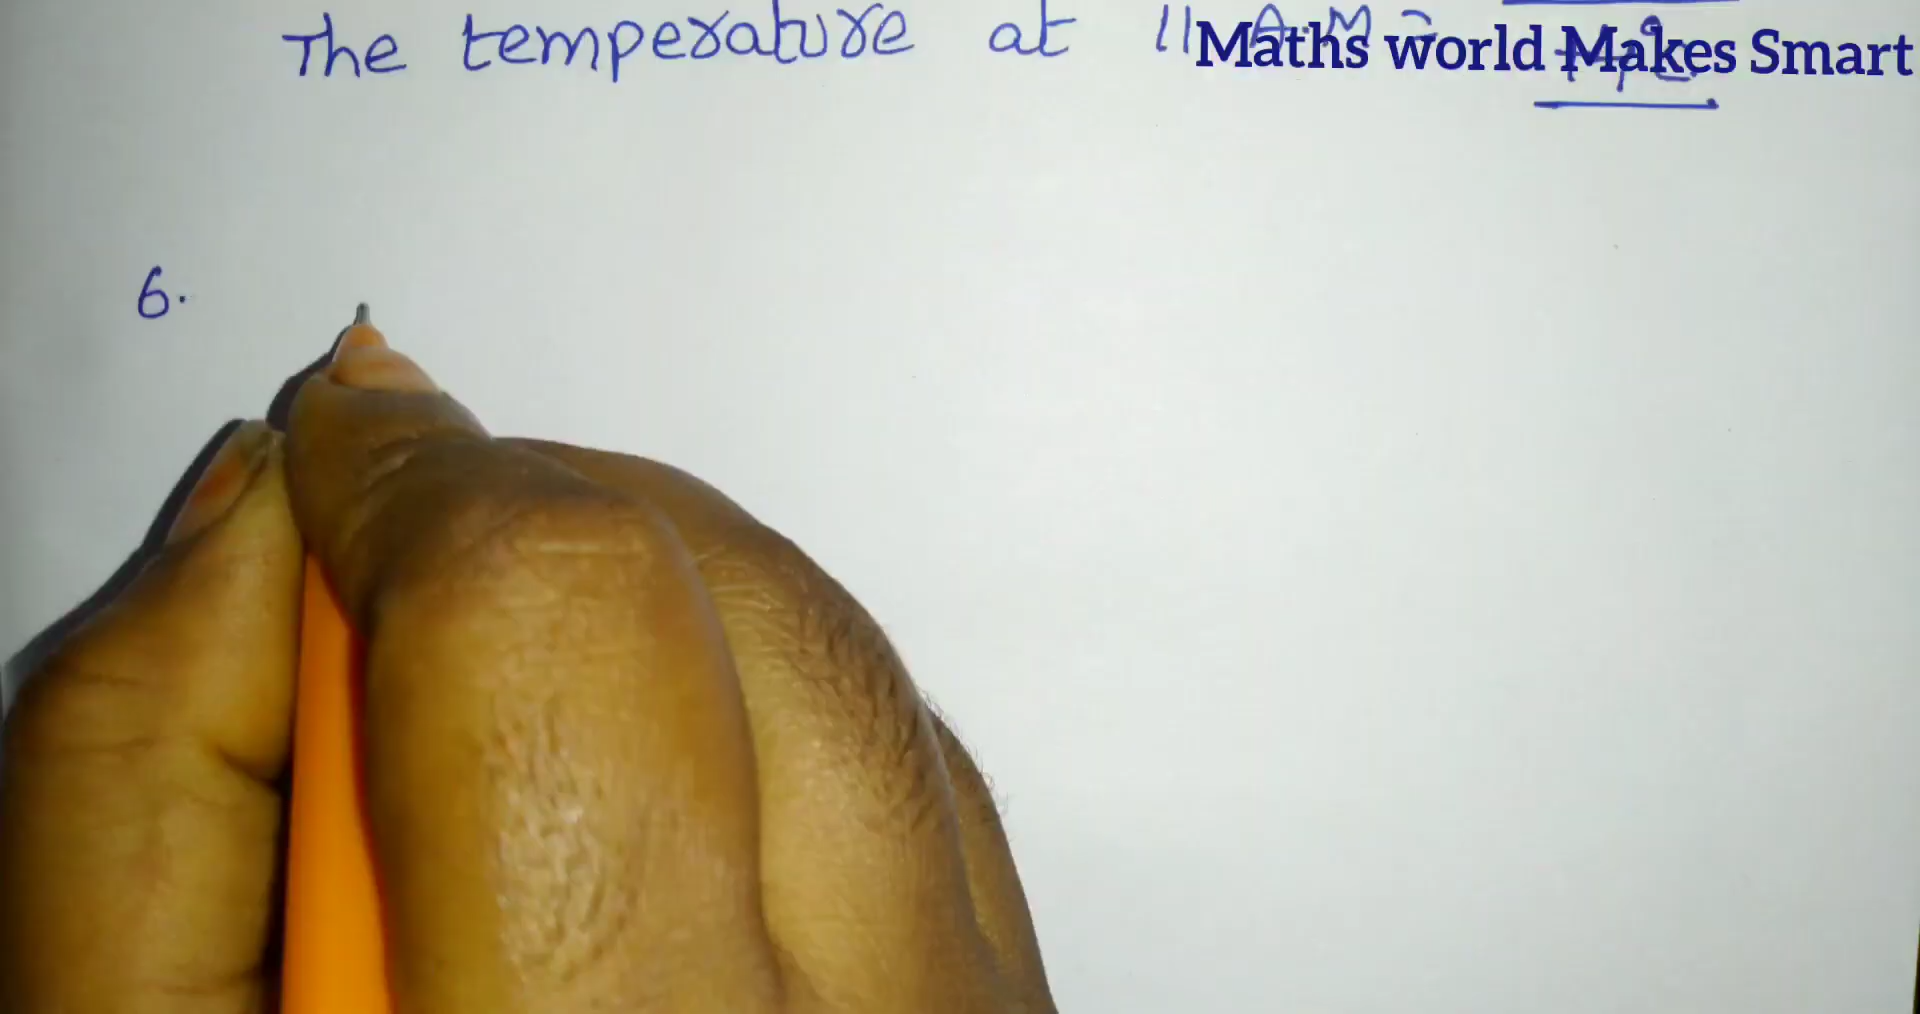 The temperature at 11 A.M =
Maths world Makes Smart
6.